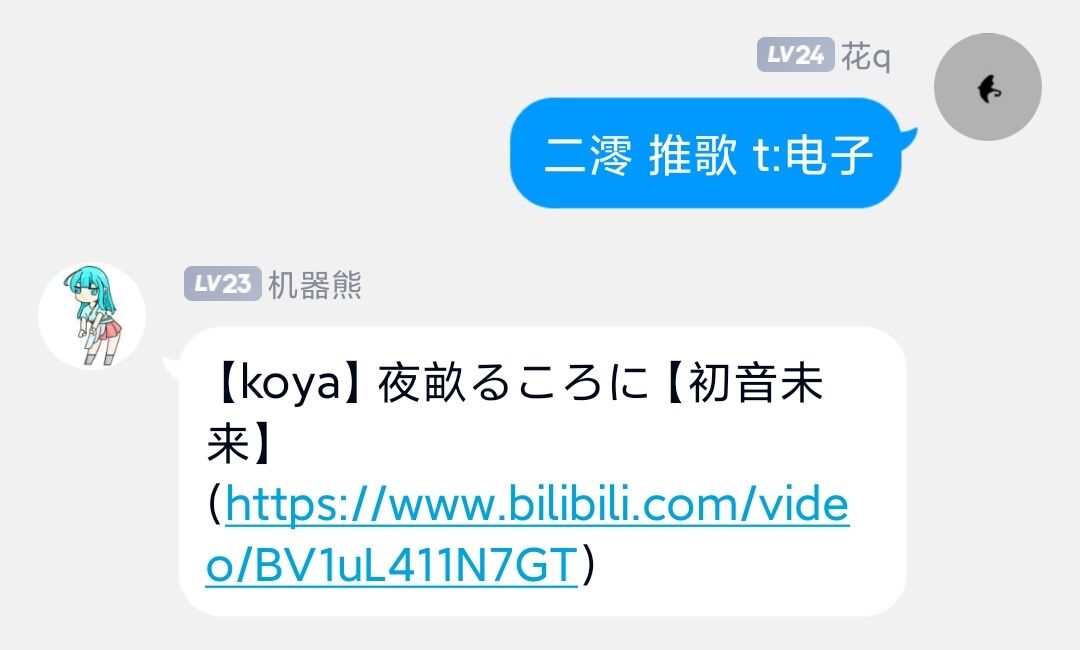 LV24 花q
二澪 推歌 t:电子
LV23 机器熊
【koya】夜畝るころに【初音未
来】
(https://www.bilibili.com/vide
o/BV1uL411N7GT)